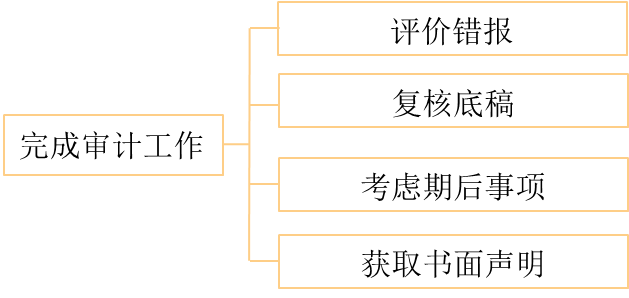 完成审计工作
评价错报
复核底稿
考虑期后事项
获取书面声明